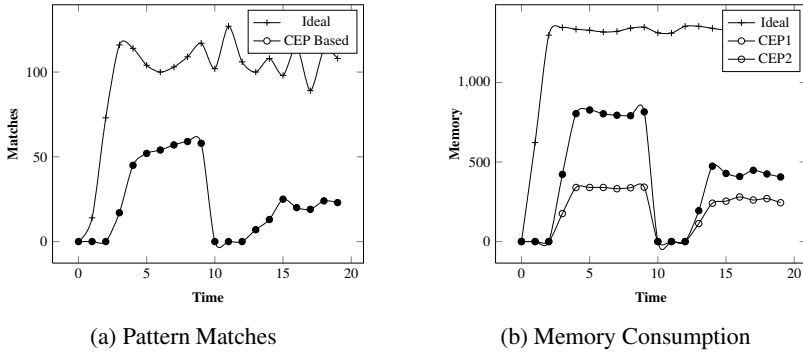 Ideal
CEP Based
100
50
0
Matches
0
5
10
15
20
Time
(a) Pattern Matches
Ideal
CEP1
CEP2
1,000
500
0
Memory
0
5
10
15
20
Time
(b) Memory Consumption